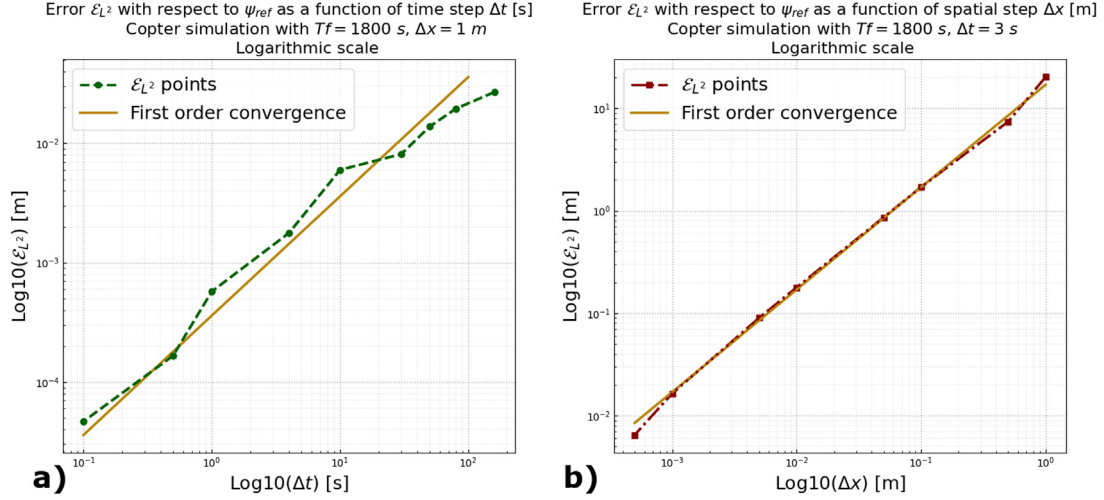 Error ℰ_{L²} with respect to ψ_{ref} as a function of time step Δt [s]
Copter simulation with Tf = 1800 s, Δx = 1 m
Logarithmic scale
ℰ_{L²} points
First order convergence
Log10(ℰ_{L²}) [m]
10⁻²
10⁻³
10⁻⁴
10⁻¹ 10⁰ 10¹ 10²
Log10(Δt) [s]
a)
Error ℰ_{L²} with respect to ψ_{ref} as a function of spatial step Δx [m]
Copter simulation with Tf = 1800 s, Δt = 3 s
Logarithmic scale
ℰ_{L²} points
First order convergence
Log10(ℰ_{L²}) [m]
10¹
10⁰
10⁻¹
10⁻²
10⁻³ 10⁻² 10⁻¹ 10⁰
Log10(Δx) [m]
b)